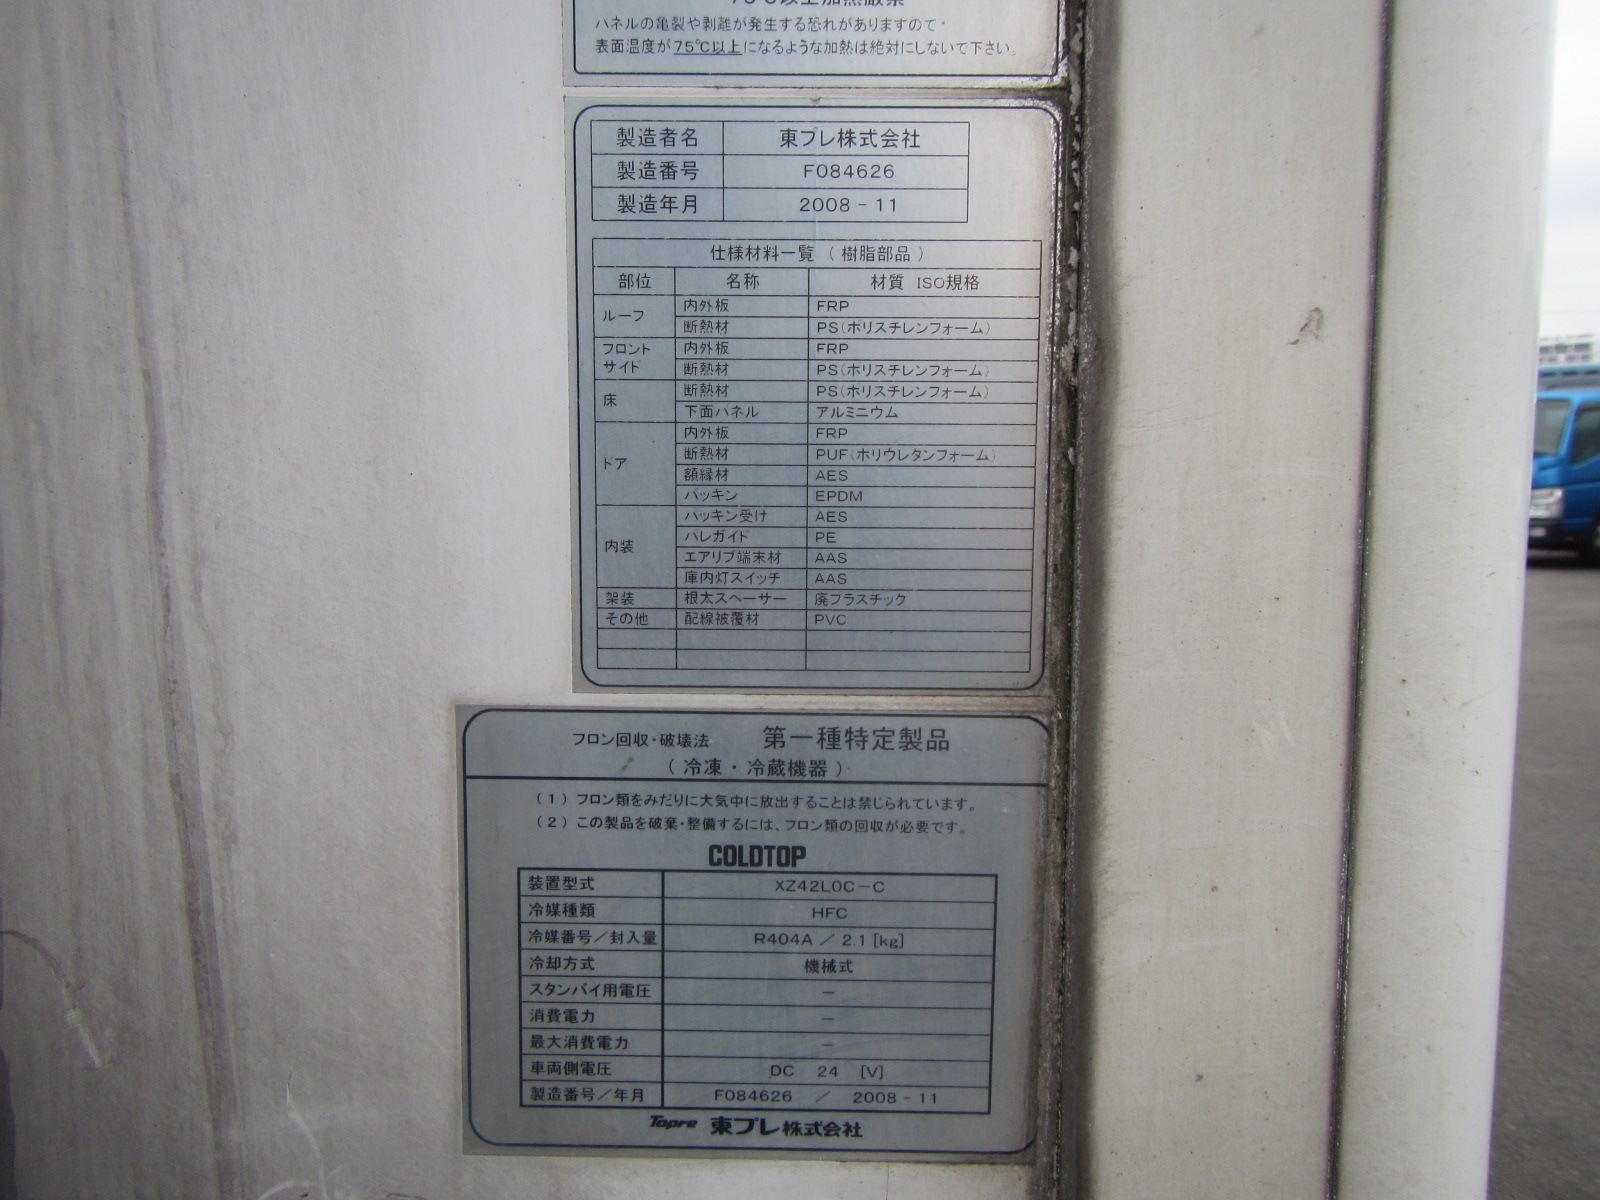 75℃以上加熱厳禁
パネルの亀裂や剥離が発生する恐れがありますので、
表面温度が75℃以上になるような加熱は絶対にしないで下さい。
製造者名 東プレ株式会社
製造番号 F084626
製造年月 2008 - 11
仕様材料一覧 （ 樹脂部品 ）
部位 名称 材質 ISO規格
ルーフ 内外板 FRP
断熱材 PS(ポリスチレンフォーム)
フロントサイド 内外板 FRP
断熱材 PS(ポリスチレンフォーム)
床 断熱材 PS(ポリスチレンフォーム)
下面パネル アルミニウム
ドア 内外板 FRP
断熱材 PUF(ポリウレタンフォーム)
額縁材 AES
パッキン EPDM
内装 パッキン受け AES
パレガイド PE
エアリブ端末材 AAS
庫内灯スイッチ AAS
架装 根太スペーサー 廃プラスチック
その他 配線被覆材 PVC
フロン回収・破壊法 第一種特定製品
（ 冷凍・冷蔵機器 ）
（1）フロン類をみだりに大気中に放出することは禁じられています。
（2）この製品を破棄・整備するには、フロン類の回収が必要です。
COLDTOP
装置型式 XZ42L0C－C
冷媒種類 HFC
冷媒番号／封入量 R404A ／ 2.1 [kg]
冷却方式 機械式
スタンバイ用電圧 －
消費電力 －
最大消費電力 －
車両側電圧 DC 24 [V]
製造番号／年月 F084626 ／ 2008 - 11
Topre 東プレ株式会社